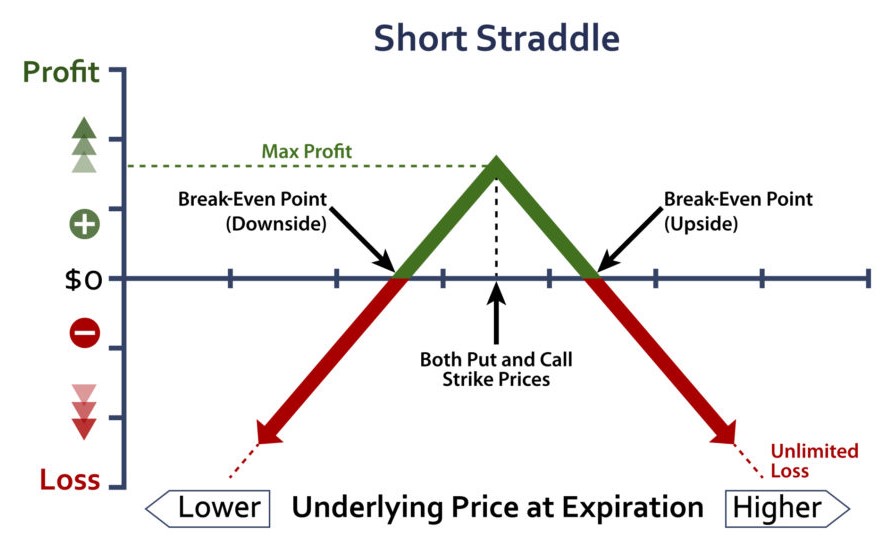 Short Straddle
Profit
Max Profit
Break-Even Point
(Downside)
Break-Even Point
(Upside)
$0
Both Put and Call
Strike Prices
Unlimited
Loss
Loss
Lower
Underlying Price at Expiration
Higher